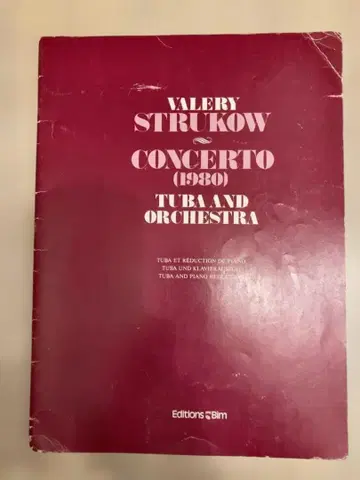 VALERY
STRUKOW
CONCERTO
(1980)
TUBA AND
ORCHESTRA
TUBA ET RÉDUCTION DE PIANO
TUBA UND KLAVIERAUSZUG
TUBA AND PIANO REDUCTION
Editions Bim